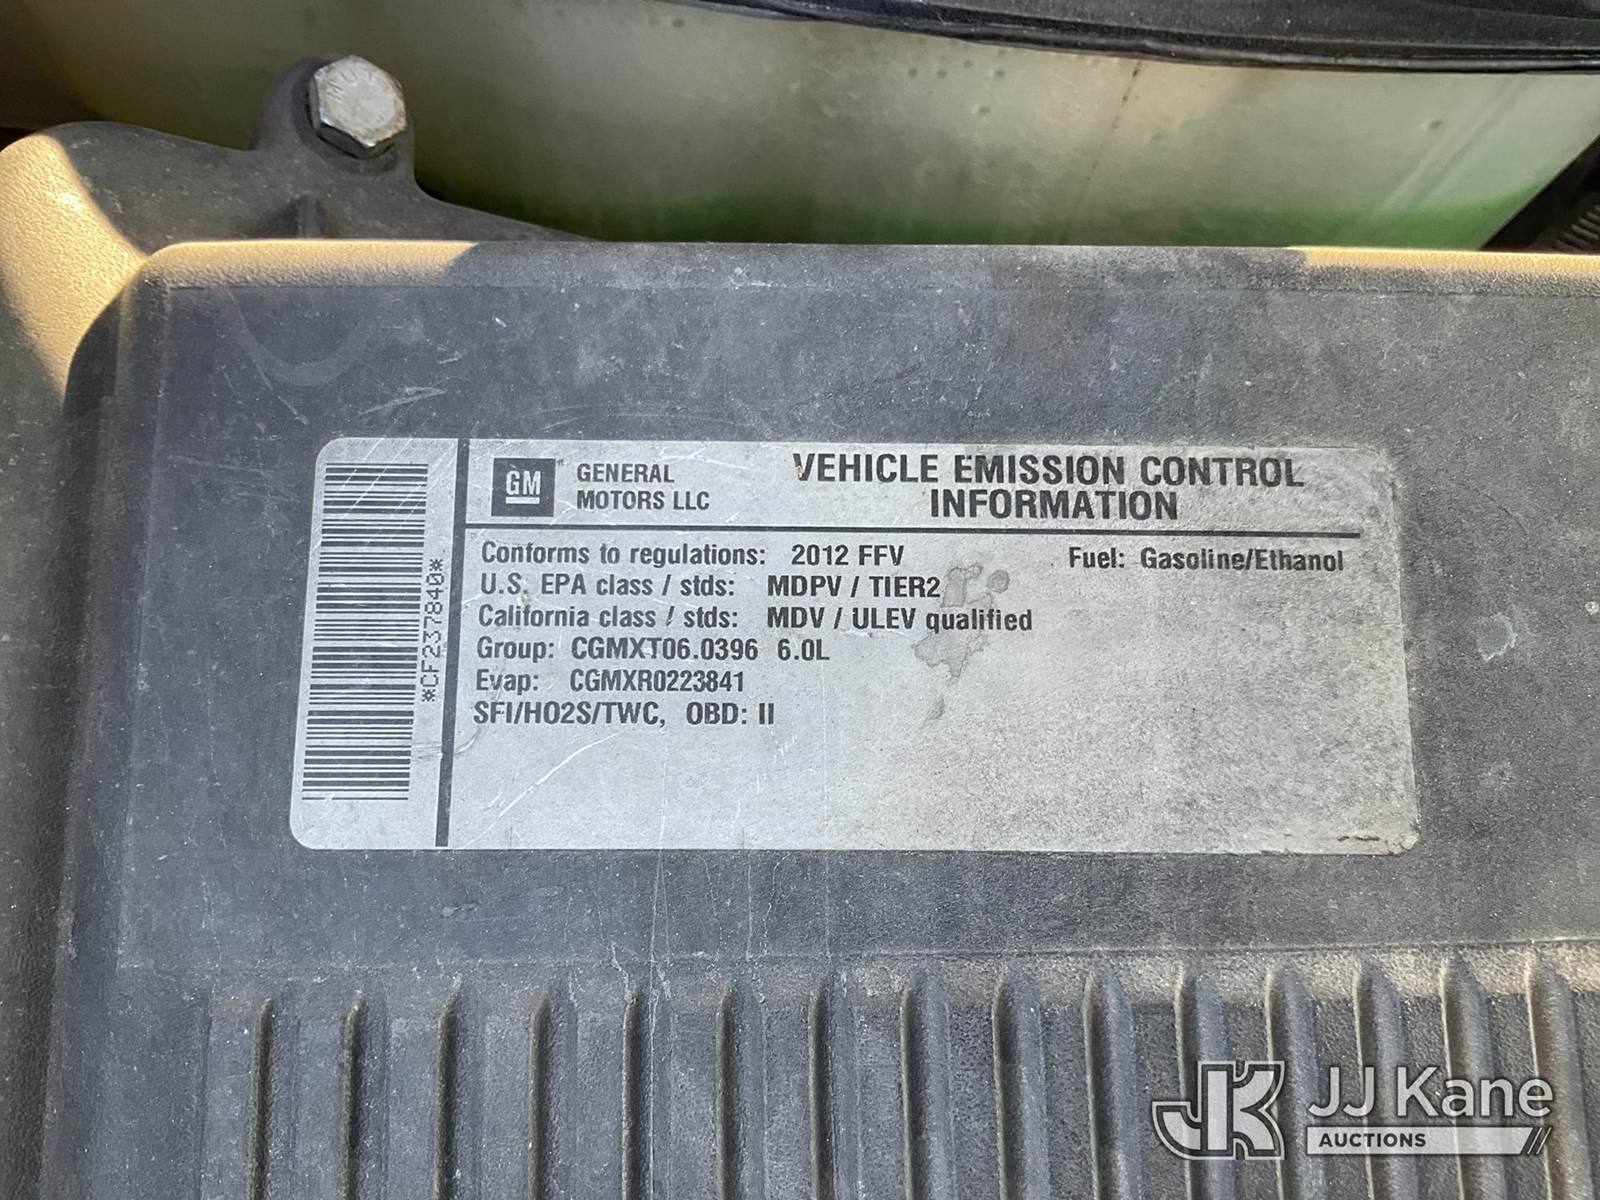 MUT
GM GENERAL MOTORS LLC
VEHICLE EMISSION CONTROL
INFORMATION
Conforms to regulations: 2012 FFV Fuel: Gasoline/Ethanol
U.S. EPA class / stds: MDPV / TIER2
California class / stds: MDV / ULEV qualified
Group: CGMXT06.0396 6.0L
Evap: CGMXR0223841
SFI/HO2S/TWC, OBD: II
*CF237840*
JK JJ Kane
AUCTIONS